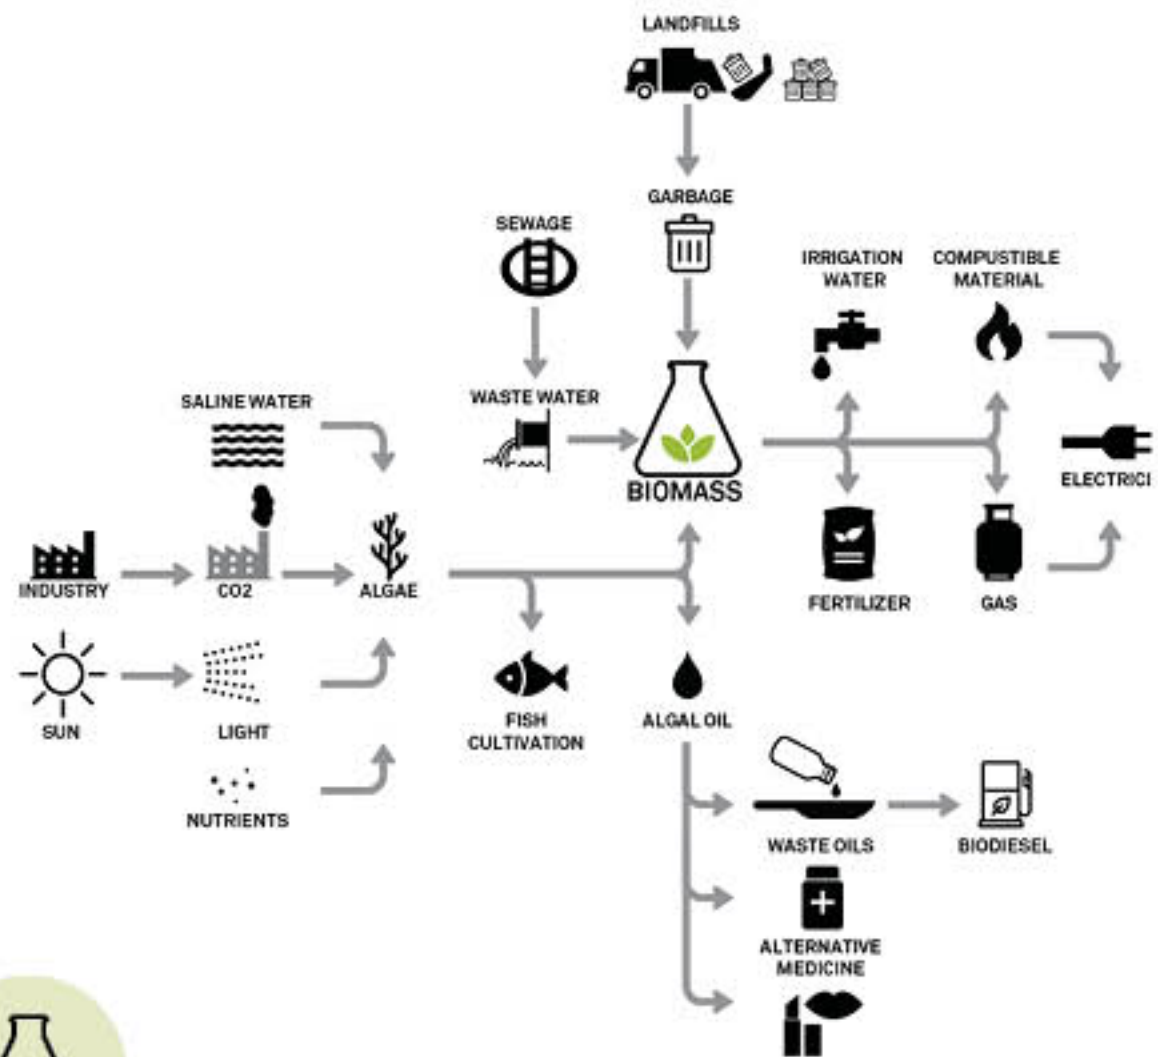 LANDFILLS
GARBAGE
SEWAGE
IRRIGATION
WATER
COMPUSTIBLE
MATERIAL
SALINE WATER
WASTE WATER
BIOMASS
ELECTRICI
INDUSTRY
CO2
ALGAE
FERTILIZER
GAS
SUN
LIGHT
FISH
CULTIVATION
ALGAL OIL
NUTRIENTS
WASTE OILS
BIODIESEL
ALTERNATIVE
MEDICINE